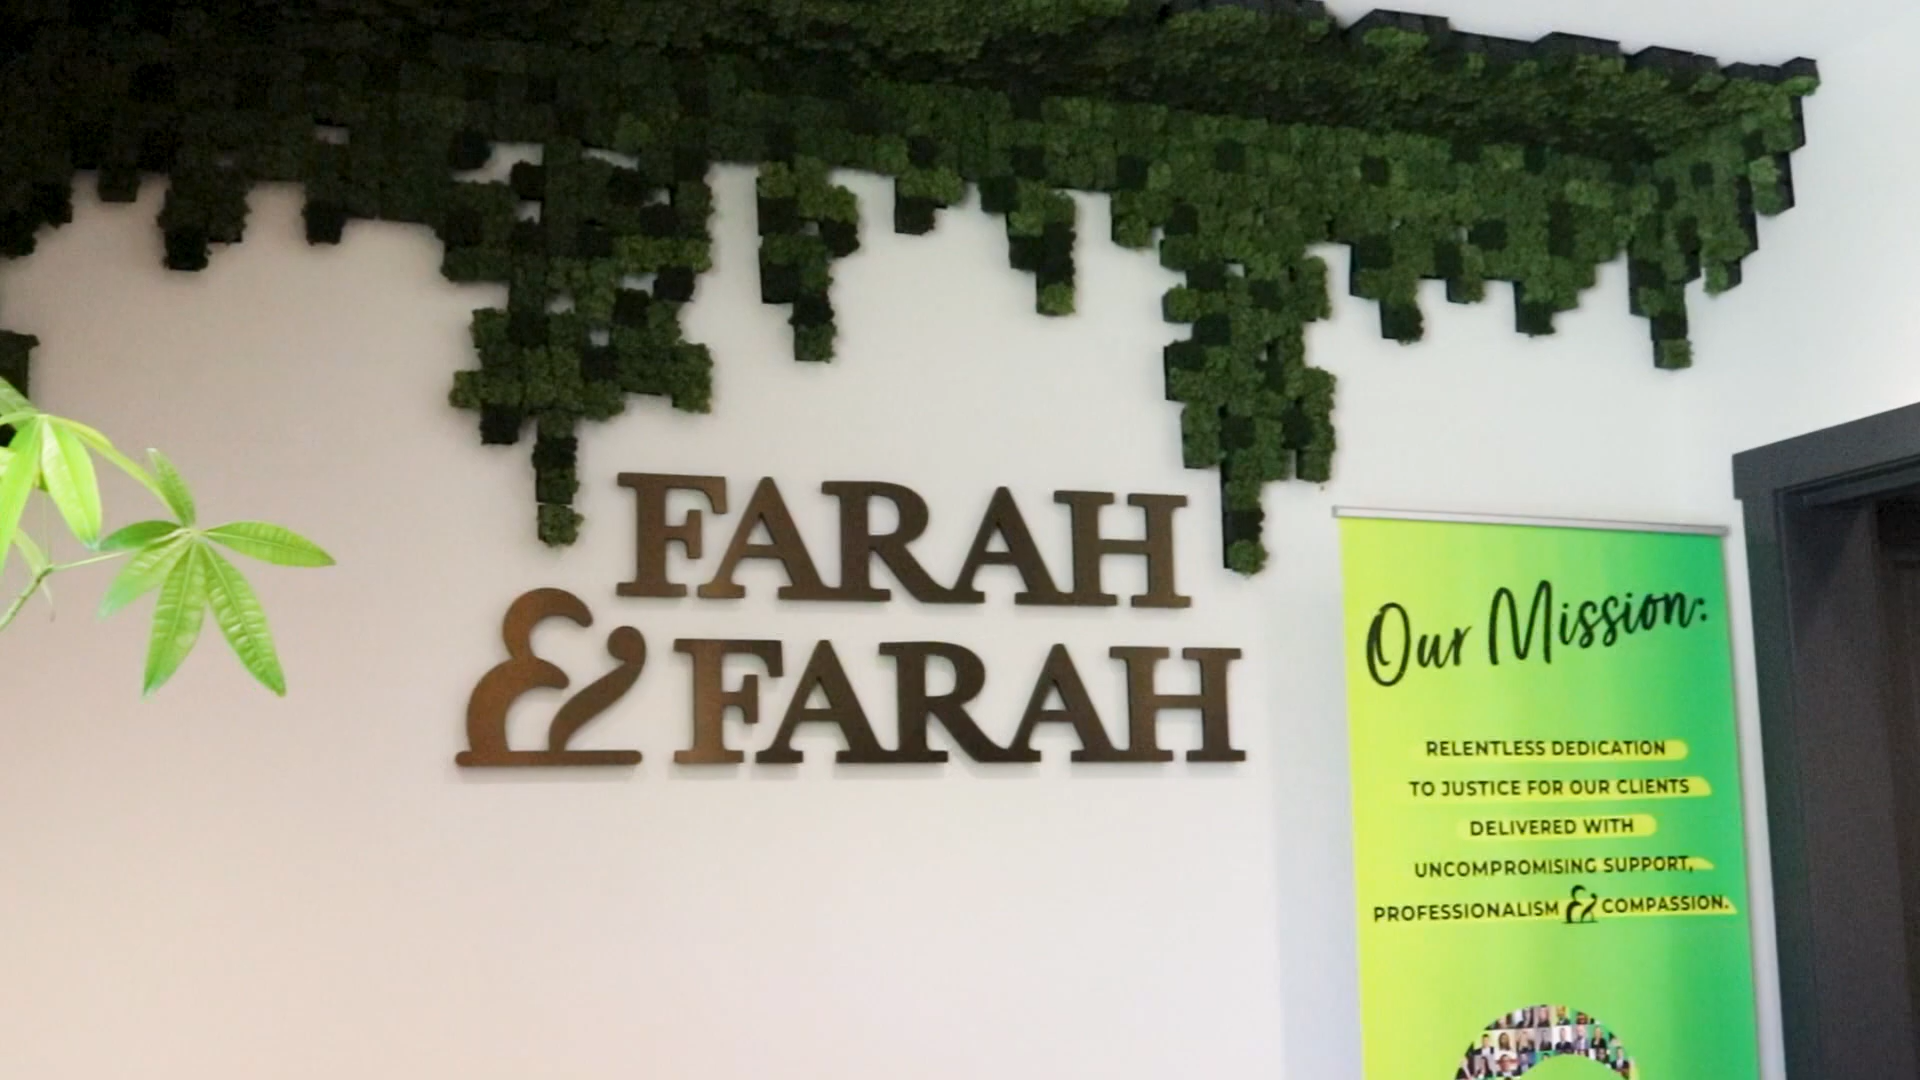 FARAH
& FARAH
Our Mission:
RELENTLESS DEDICATION
TO JUSTICE FOR OUR CLIENTS
DELIVERED WITH
UNCOMPROMISING SUPPORT,
PROFESSIONALISM & COMPASSION.